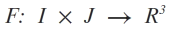 F: I × J → R³